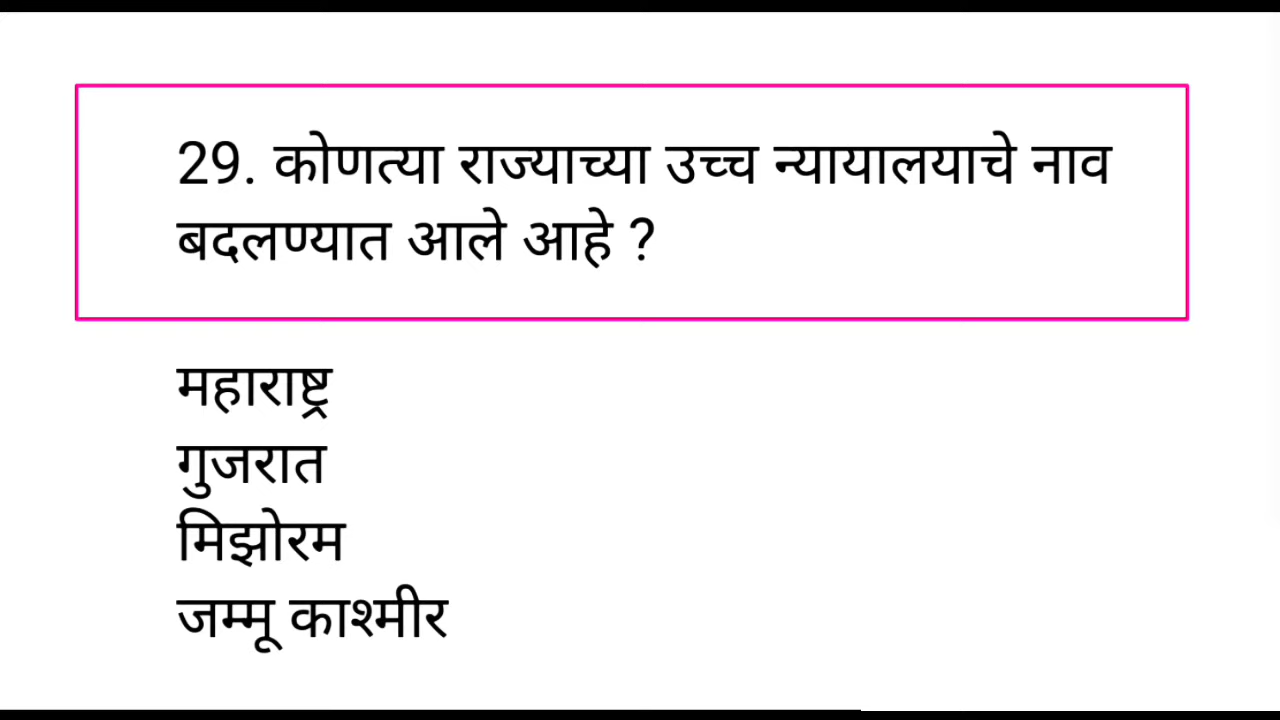 29. कोणत्या राज्याच्या उच्च न्यायालयाचे नाव
बदलण्यात आले आहे ?
महाराष्ट्र
गुजरात
मिझोरम
जम्मू काश्मीर